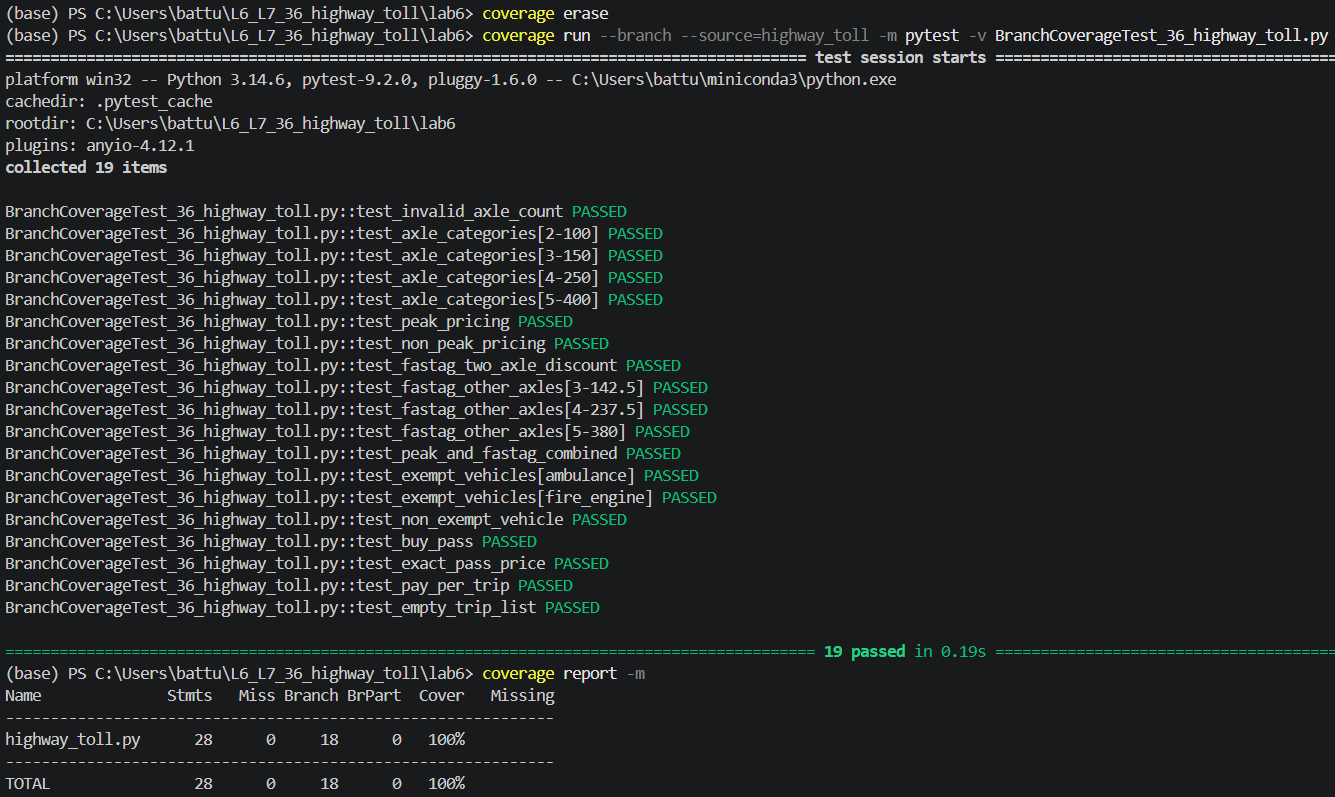 (base) PS C:\Users\battu\L6_L7_36_highway_toll\lab6> coverage erase
(base) PS C:\Users\battu\L6_L7_36_highway_toll\lab6> coverage run --branch --source=highway_toll -m pytest -v BranchCoverageTest_36_highway_toll.py
========================================================================================= test session starts ======================================
platform win32 -- Python 3.14.6, pytest-9.2.0, pluggy-1.6.0 -- C:\Users\battu\miniconda3\python.exe
cachedir: .pytest_cache
rootdir: C:\Users\battu\L6_L7_36_highway_toll\lab6
plugins: anyio-4.12.1
collected 19 items
BranchCoverageTest_36_highway_toll.py::test_invalid_axle_count PASSED
BranchCoverageTest_36_highway_toll.py::test_axle_categories[2-100] PASSED
BranchCoverageTest_36_highway_toll.py::test_axle_categories[3-150] PASSED
BranchCoverageTest_36_highway_toll.py::test_axle_categories[4-250] PASSED
BranchCoverageTest_36_highway_toll.py::test_axle_categories[5-400] PASSED
BranchCoverageTest_36_highway_toll.py::test_peak_pricing PASSED
BranchCoverageTest_36_highway_toll.py::test_non_peak_pricing PASSED
BranchCoverageTest_36_highway_toll.py::test_fastag_two_axle_discount PASSED
BranchCoverageTest_36_highway_toll.py::test_fastag_other_axles[3-142.5] PASSED
BranchCoverageTest_36_highway_toll.py::test_fastag_other_axles[4-237.5] PASSED
BranchCoverageTest_36_highway_toll.py::test_fastag_other_axles[5-380] PASSED
BranchCoverageTest_36_highway_toll.py::test_peak_and_fastag_combined PASSED
BranchCoverageTest_36_highway_toll.py::test_exempt_vehicles[ambulance] PASSED
BranchCoverageTest_36_highway_toll.py::test_exempt_vehicles[fire_engine] PASSED
BranchCoverageTest_36_highway_toll.py::test_non_exempt_vehicle PASSED
BranchCoverageTest_36_highway_toll.py::test_buy_pass PASSED
BranchCoverageTest_36_highway_toll.py::test_exact_pass_price PASSED
BranchCoverageTest_36_highway_toll.py::test_pay_per_trip PASSED
BranchCoverageTest_36_highway_toll.py::test_empty_trip_list PASSED
========================================================================================== 19 passed in 0.19s ======================================
(base) PS C:\Users\battu\L6_L7_36_highway_toll\lab6> coverage report -m
Name              Stmts   Miss Branch BrPart  Cover   Missing
-------------------------------------------------------------
highway_toll.py      28      0     18      0   100%
-------------------------------------------------------------
TOTAL                28      0     18      0   100%